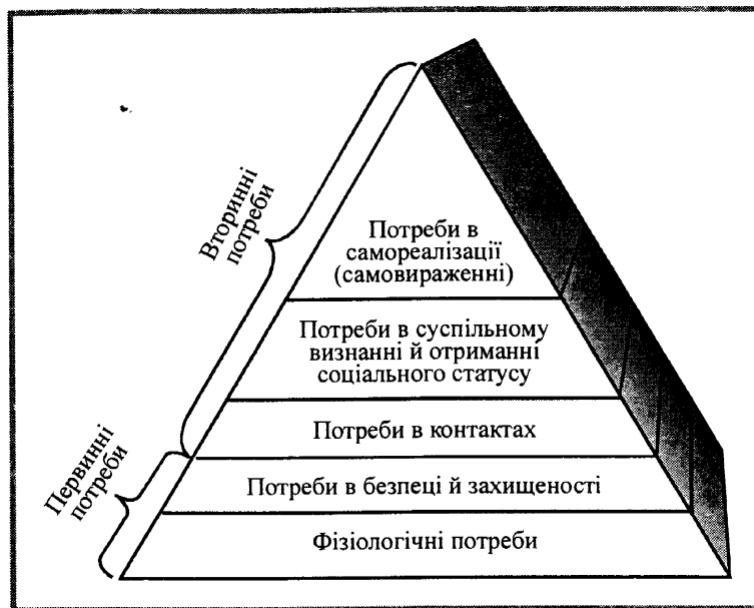 Вторинні
потреби
Первинні
потреби
Потреби в
самореалізації
(самовираженні)
Потреби в суспільному
визнанні й отриманні
соціального статусу
Потреби в контактах
Потреби в безпеці й захищеності
Фізіологічні потреби